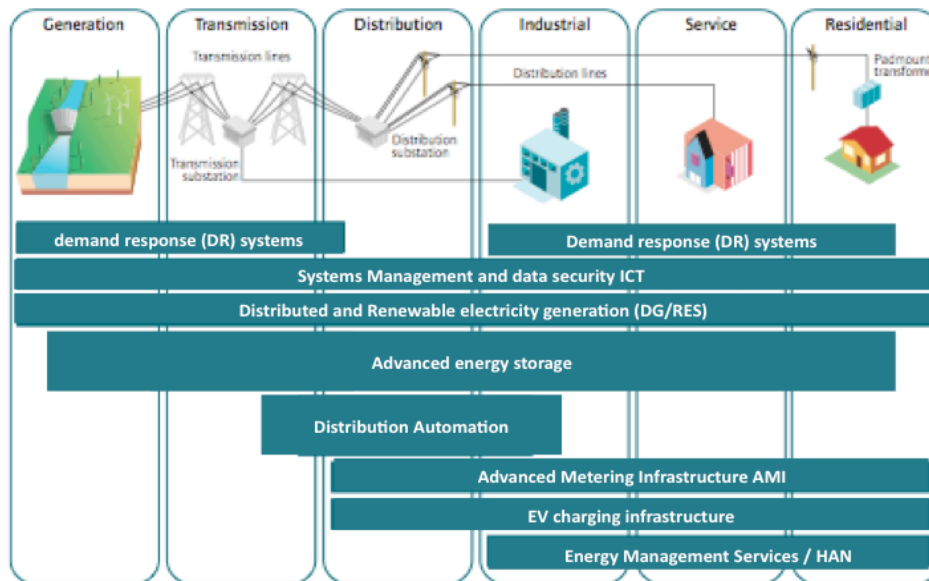 Generation
Transmission
Distribution
Industrial
Service
Residential
Transmission lines
Distribution lines
Padmount
transforme
Distribution
substation
Transmission
substation
demand response (DR) systems
Demand response (DR) systems
Systems Management and data security ICT
Distributed and Renewable electricity generation (DG/RES)
Advanced energy storage
Distribution Automation
Advanced Metering Infrastructure AMI
EV charging infrastructure
Energy Management Services / HAN